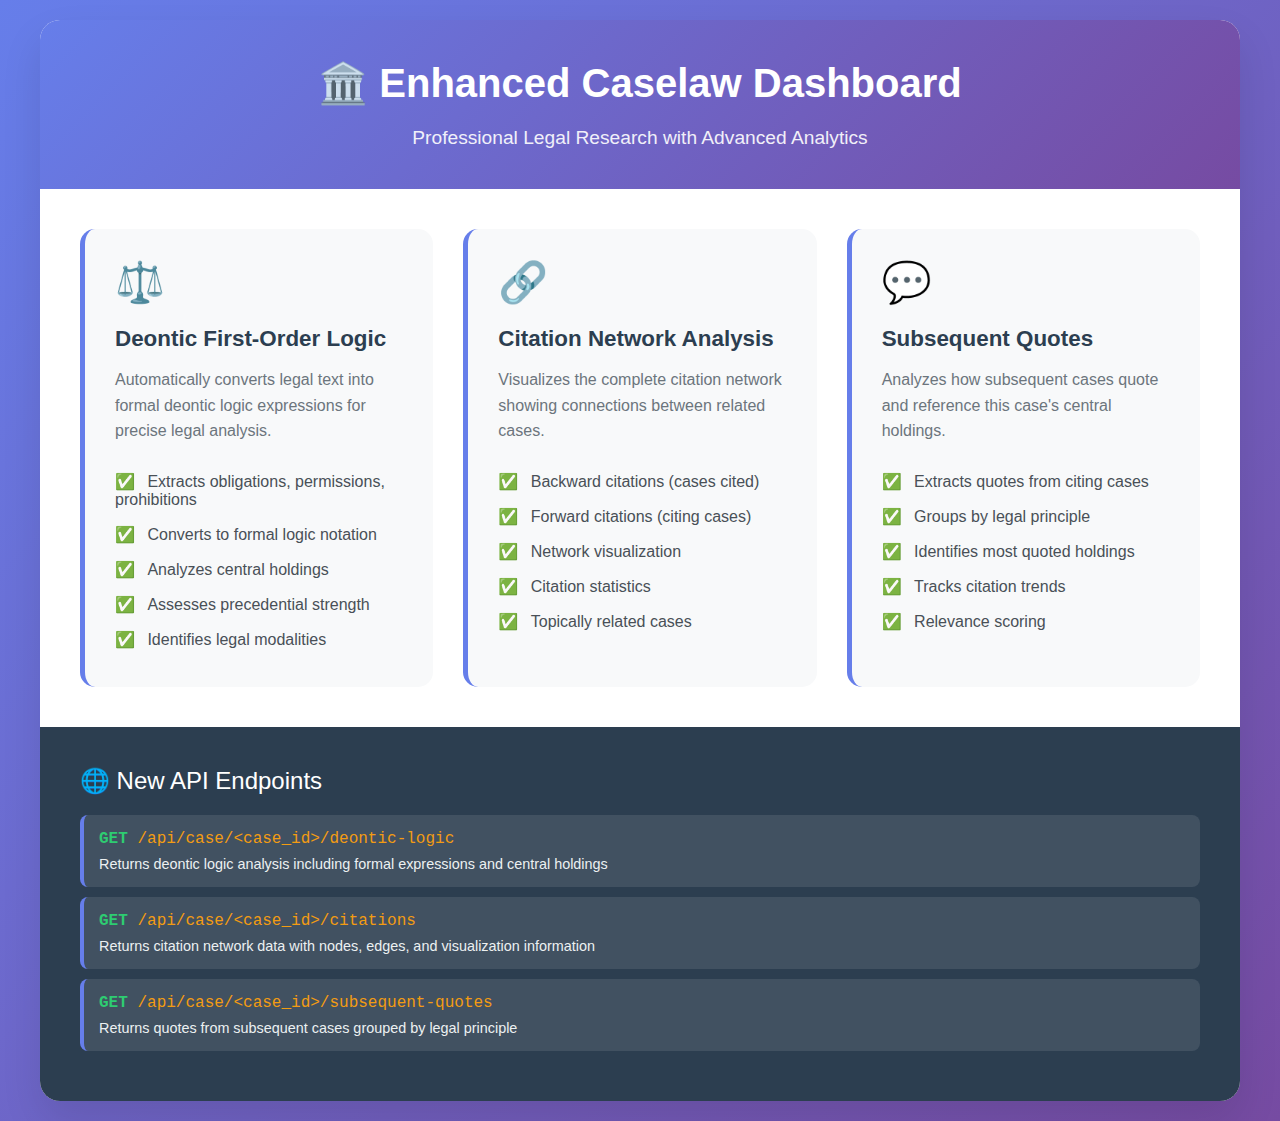 🏛️ Enhanced Caselaw Dashboard
Professional Legal Research with Advanced Analytics
⚖️
Deontic First-Order Logic
Automatically converts legal text into
formal deontic logic expressions for
precise legal analysis.
✅ Extracts obligations, permissions,
prohibitions
✅ Converts to formal logic notation
✅ Analyzes central holdings
✅ Assesses precedential strength
✅ Identifies legal modalities
🔗
Citation Network Analysis
Visualizes the complete citation network
showing connections between related
cases.
✅ Backward citations (cases cited)
✅ Forward citations (citing cases)
✅ Network visualization
✅ Citation statistics
✅ Topically related cases
💬
Subsequent Quotes
Analyzes how subsequent cases quote
and reference this case's central
holdings.
✅ Extracts quotes from citing cases
✅ Groups by legal principle
✅ Identifies most quoted holdings
✅ Tracks citation trends
✅ Relevance scoring
🌐 New API Endpoints
GET /api/case/<case_id>/deontic-logic
Returns deontic logic analysis including formal expressions and central holdings
GET /api/case/<case_id>/citations
Returns citation network data with nodes, edges, and visualization information
GET /api/case/<case_id>/subsequent-quotes
Returns quotes from subsequent cases grouped by legal principle